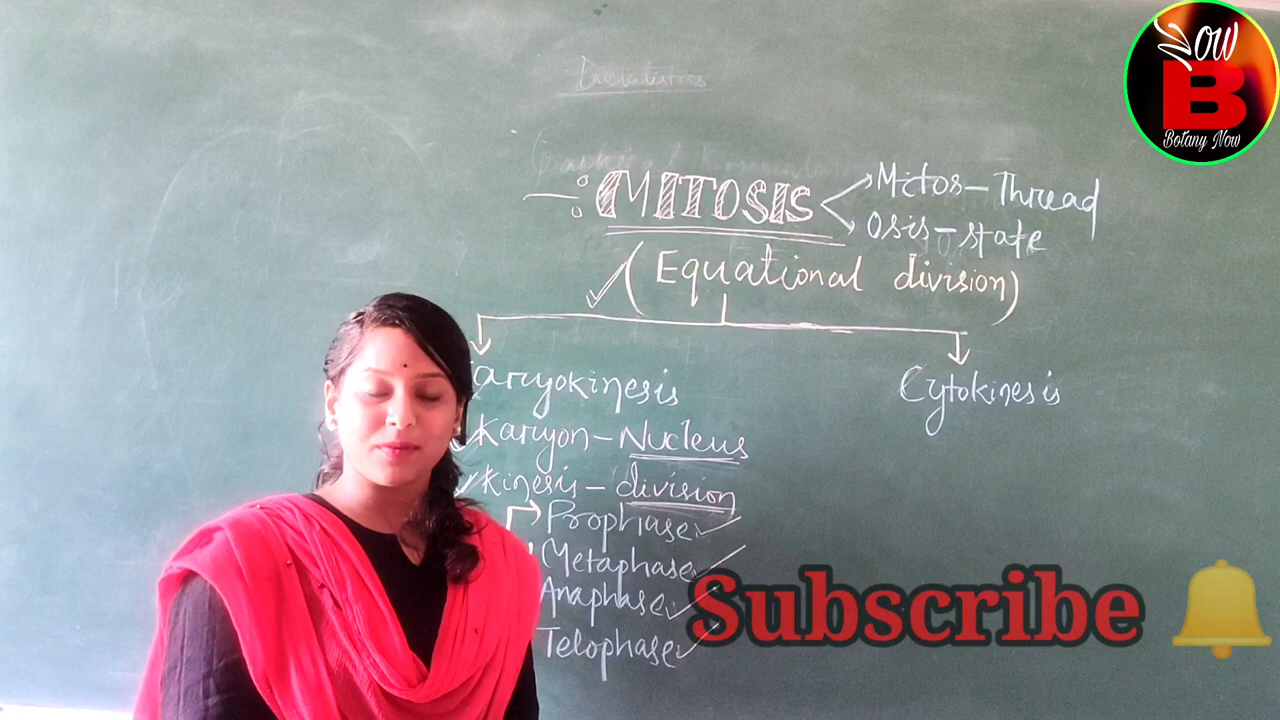 Now
B
Botany Now
MITOSIS
Mitos - Thread
Osis - state
(Equational division)
aryokinesis
Cytokinesis
Karyon - Nucleus
Kinesis - division
Prophase
Metaphase
Anaphase
Telophase
Subscribe